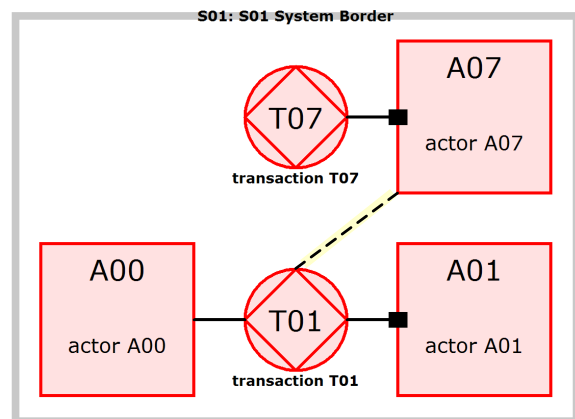 S01: S01 System Border
A07
T07
actor A07
transaction T07
A00
A01
T01
actor A00
actor A01
transaction T01